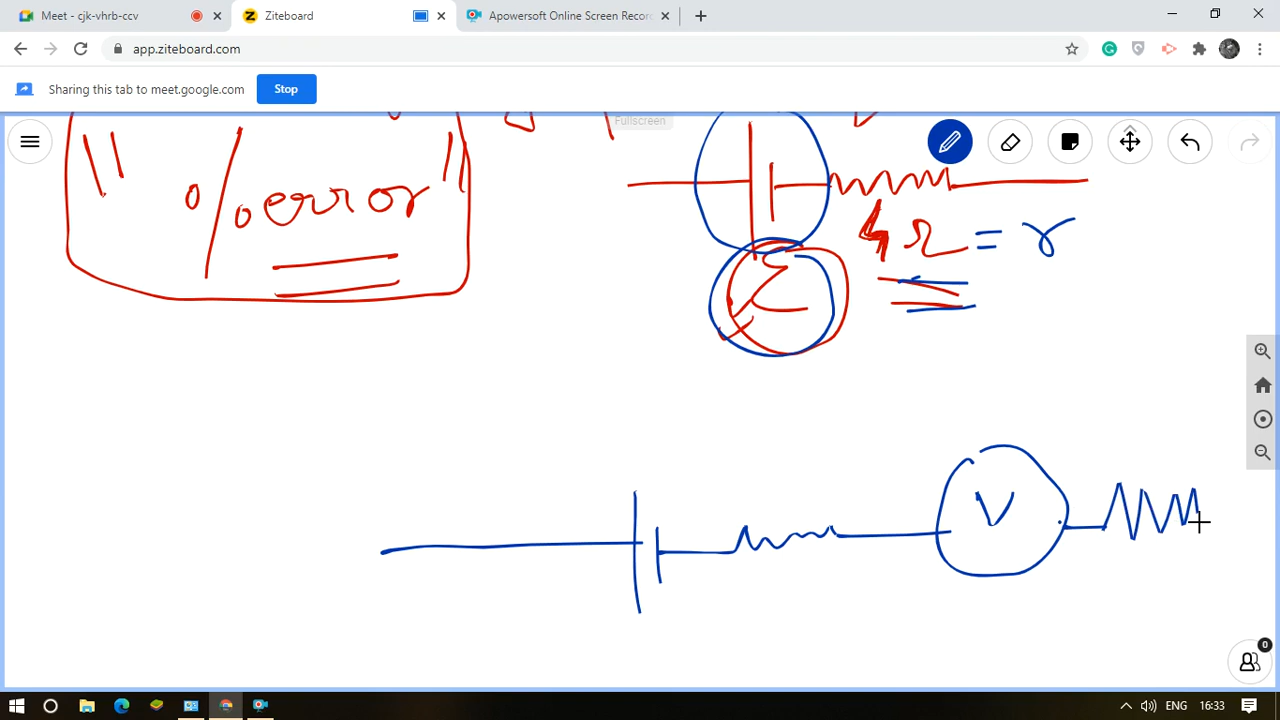 Meet - cjk-vhrb-ccv
Ziteboard
Apowersoft Online Screen Recor
app.ziteboard.com
Sharing this tab to meet.google.com
Stop
Fullscreen
" % error "
Ω = r
V
0
ENG
16:33